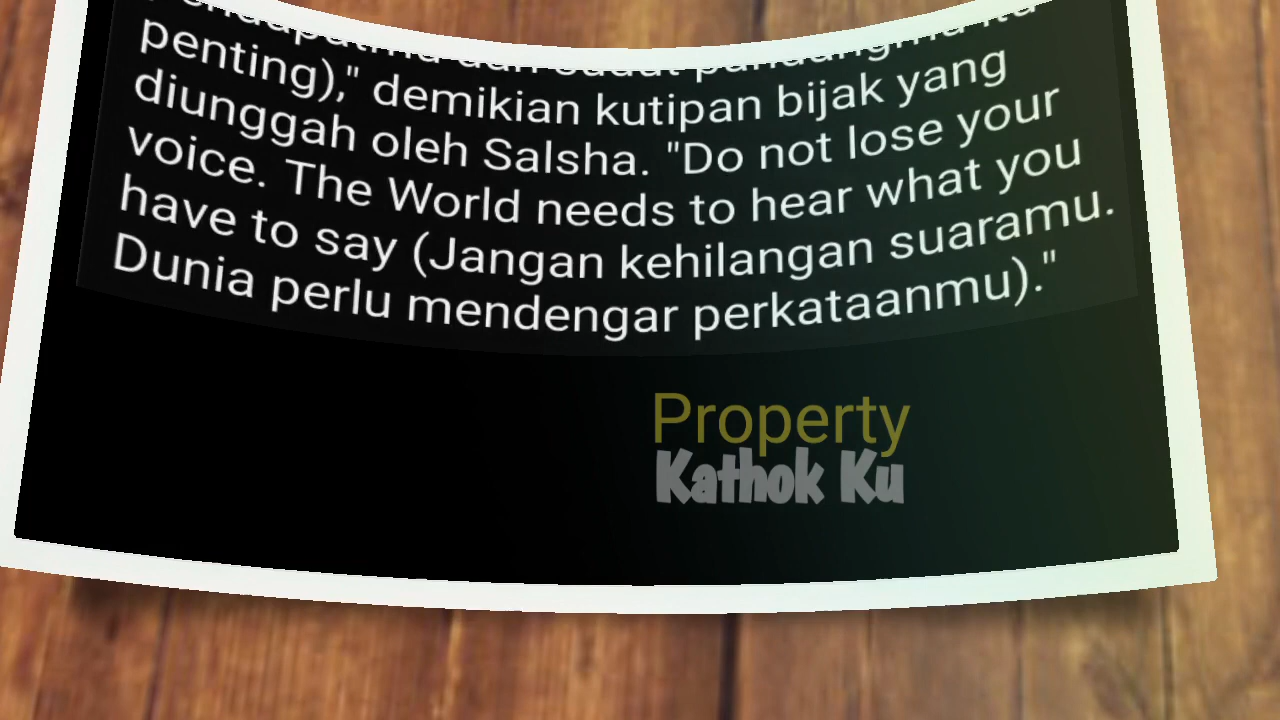 penting)," demikian kutipan bijak yang
diunggah oleh Salsha. "Do not lose your
voice. The World needs to hear what you
have to say (Jangan kehilangan suaramu.
Dunia perlu mendengar perkataanmu)."
Property
Kathok Ku